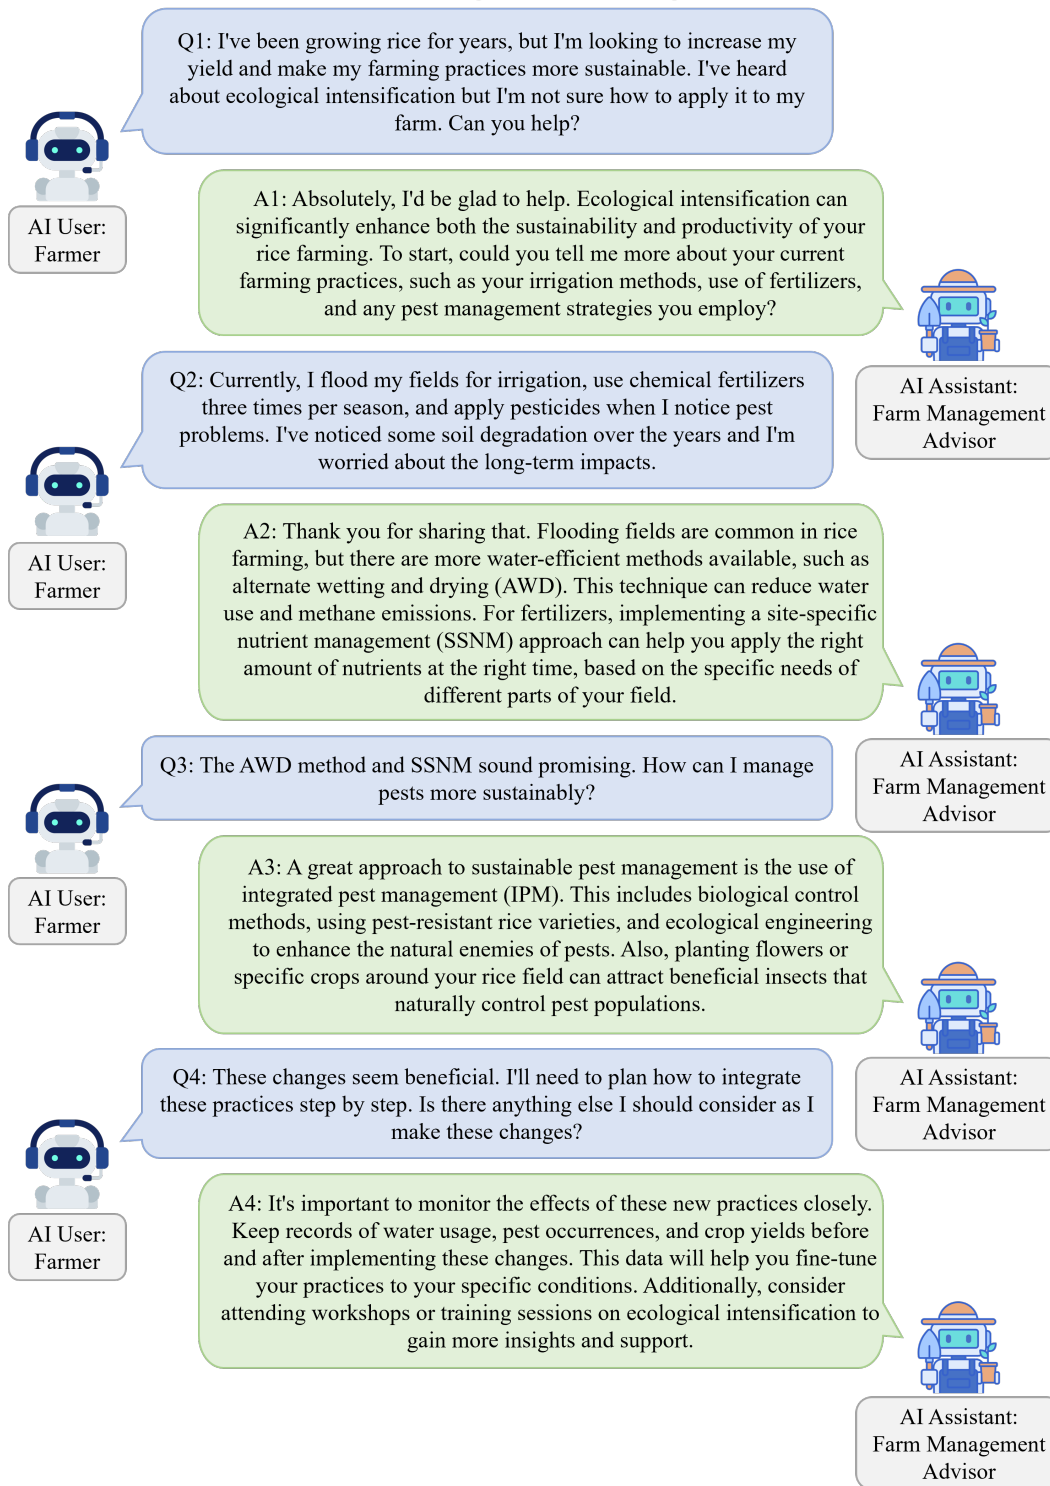 Q1: I've been growing rice for years, but I'm looking to increase my
yield and make my farming practices more sustainable. I've heard
about ecological intensification but I'm not sure how to apply it to my
farm. Can you help?
AI User:
Farmer
A1: Absolutely, I'd be glad to help. Ecological intensification can
significantly enhance both the sustainability and productivity of your
rice farming. To start, could you tell me more about your current
farming practices, such as your irrigation methods, use of fertilizers,
and any pest management strategies you employ?
AI Assistant:
Farm Management
Advisor
Q2: Currently, I flood my fields for irrigation, use chemical fertilizers
three times per season, and apply pesticides when I notice pest
problems. I've noticed some soil degradation over the years and I'm
worried about the long-term impacts.
AI User:
Farmer
A2: Thank you for sharing that. Flooding fields are common in rice
farming, but there are more water-efficient methods available, such as
alternate wetting and drying (AWD). This technique can reduce water
use and methane emissions. For fertilizers, implementing a site-specific
nutrient management (SSNM) approach can help you apply the right
amount of nutrients at the right time, based on the specific needs of
different parts of your field.
AI Assistant:
Farm Management
Advisor
Q3: The AWD method and SSNM sound promising. How can I manage
pests more sustainably?
AI User:
Farmer
A3: A great approach to sustainable pest management is the use of
integrated pest management (IPM). This includes biological control
methods, using pest-resistant rice varieties, and ecological engineering
to enhance the natural enemies of pests. Also, planting flowers or
specific crops around your rice field can attract beneficial insects that
naturally control pest populations.
AI Assistant:
Farm Management
Advisor
Q4: These changes seem beneficial. I'll need to plan how to integrate
these practices step by step. Is there anything else I should consider as I
make these changes?
AI User:
Farmer
A4: It's important to monitor the effects of these new practices closely.
Keep records of water usage, pest occurrences, and crop yields before
and after implementing these changes. This data will help you fine-tune
your practices to your specific conditions. Additionally, consider
attending workshops or training sessions on ecological intensification to
gain more insights and support.
AI Assistant:
Farm Management
Advisor